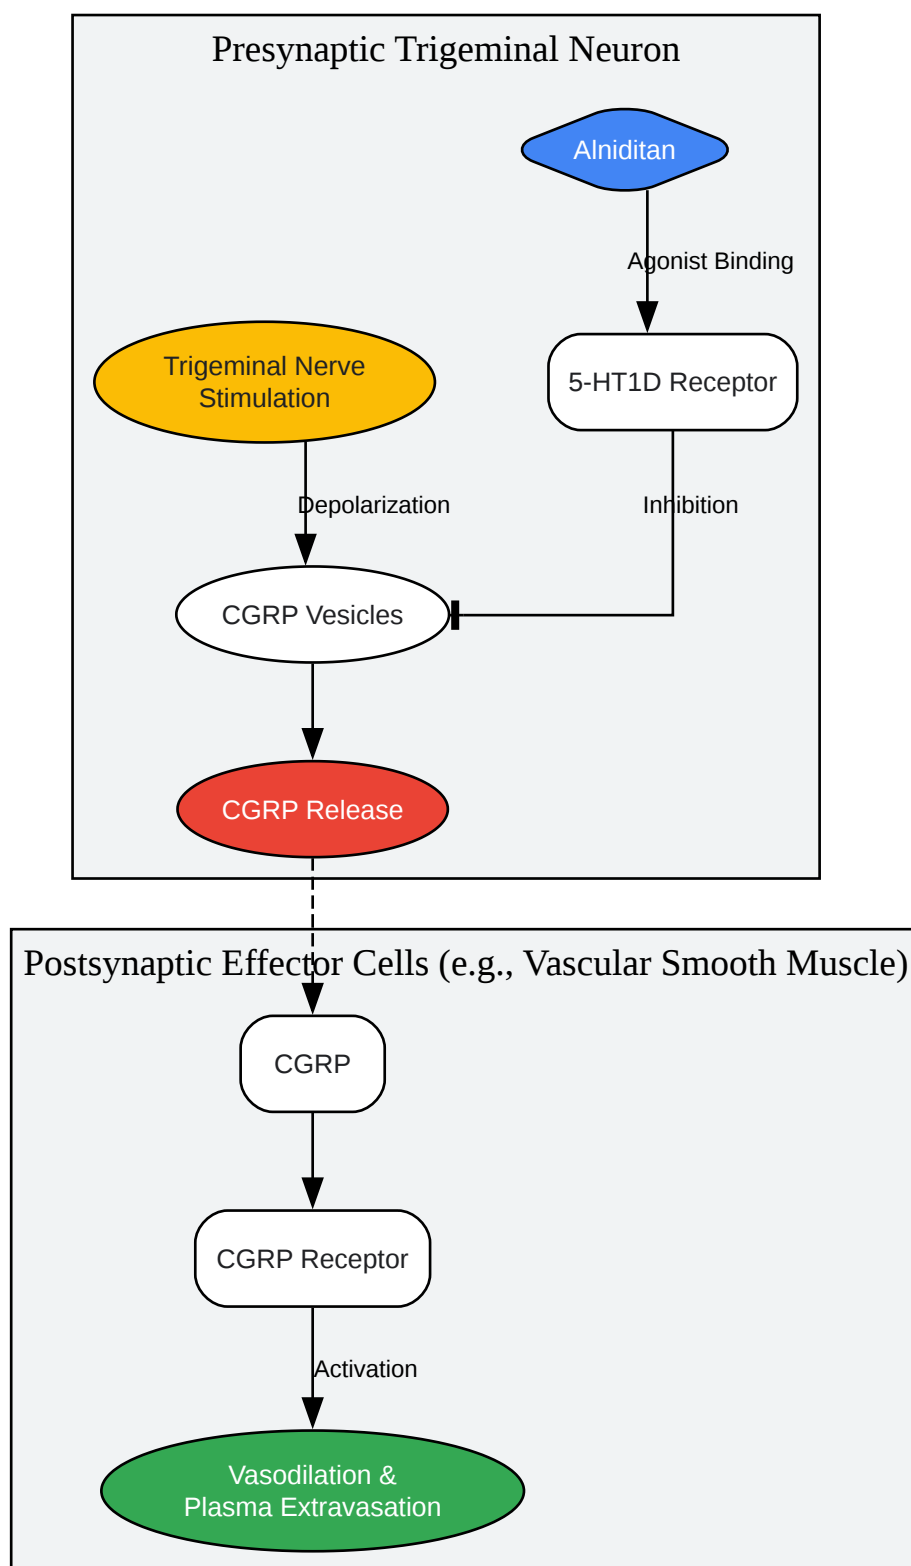 Presynaptic Trigeminal Neuron
Alniditan
Agonist Binding
Trigeminal Nerve
Stimulation
5-HT1D Receptor
Depolarization
Inhibition
CGRP Vesicles
CGRP Release
Postsynaptic Effector Cells (e.g., Vascular Smooth Muscle)
CGRP
CGRP Receptor
Activation
Vasodilation &
Plasma Extravasation